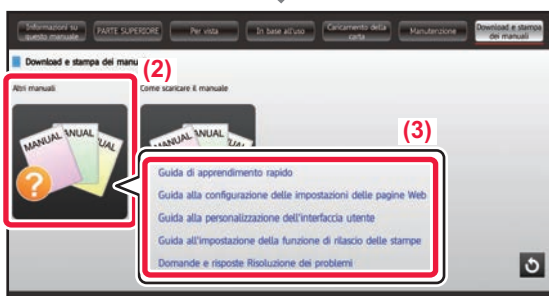 Informazioni su
questo manuale
PARTE SUPERIORE
Per vista
In base all'uso
Caricamento della
carta
Manutenzione
Download e stampa
dei manuali
Download e stampa dei manu
(2)
Altri manuali
Come scaricare il manuale
MANUAL
MANUAL
MANUAL
MANUAL
(3)
Guida di apprendimento rapido
Guida alla configurazione delle impostazioni delle pagine Web
Guida alla personalizzazione dell'interfaccia utente
Guida all'impostazione della funzione di rilascio delle stampe
Domande e risposte Risoluzione dei problemi